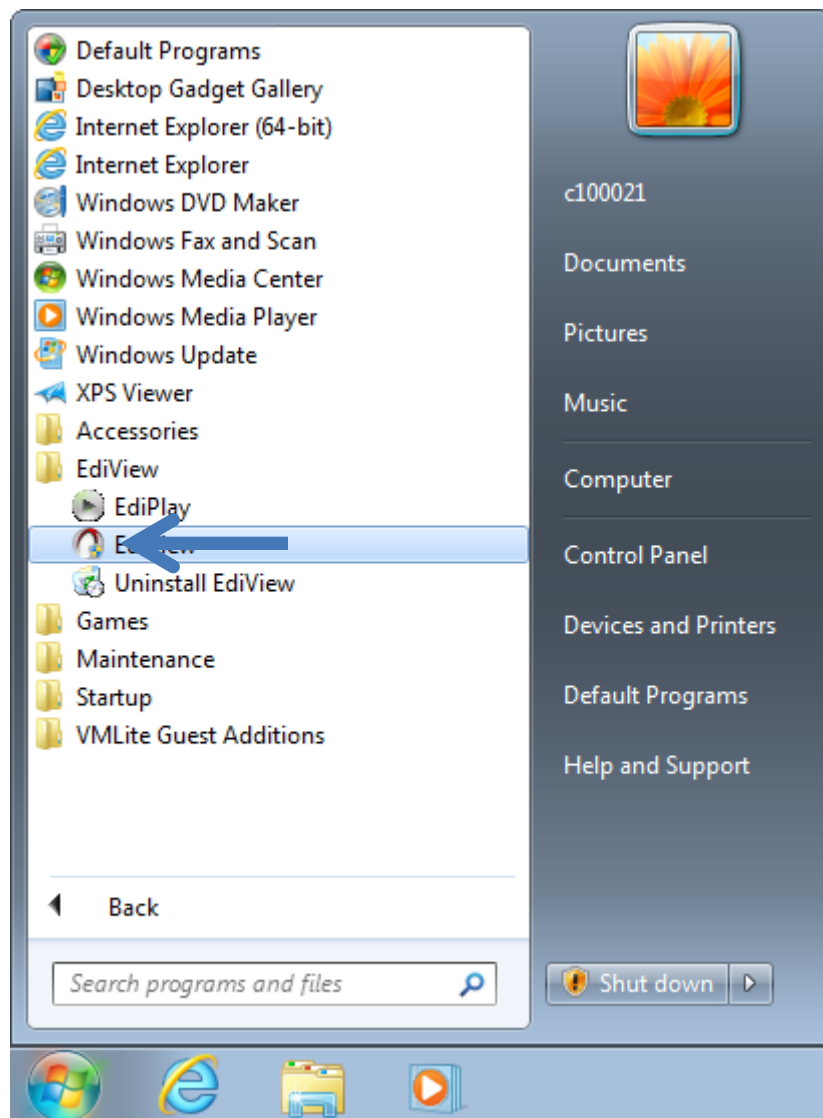 Default Programs
Desktop Gadget Gallery
Internet Explorer (64-bit)
Internet Explorer
Windows DVD Maker
Windows Fax and Scan
Windows Media Center
Windows Media Player
Windows Update
XPS Viewer
Accessories
EdiView
EdiPlay
Uninstall EdiView
Games
Maintenance
Startup
VMLite Guest Additions
Back
Search programs and files
c100021
Documents
Pictures
Music
Computer
Control Panel
Devices and Printers
Default Programs
Help and Support
Shut down